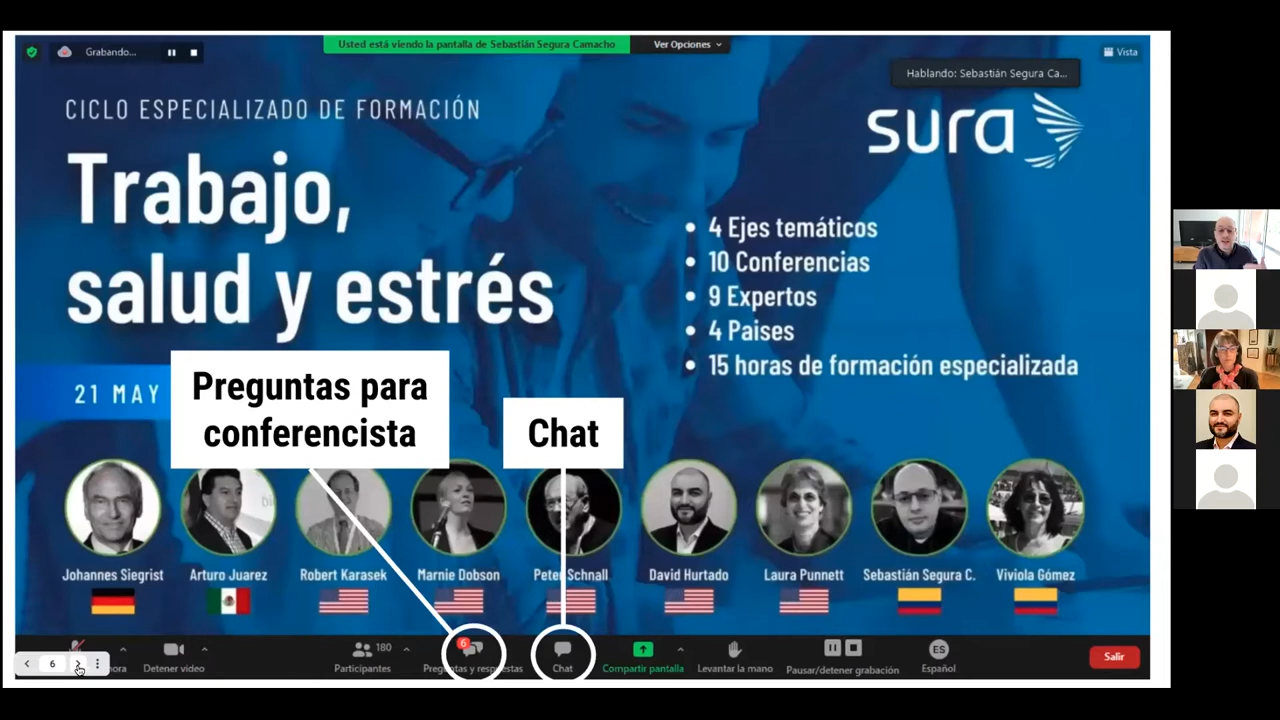 Grabando...
Usted está viendo la pantalla de Sebastián Segura Camacho
Ver Opciones
Vista
Hablando: Sebastián Segura Ca...
CICLO ESPECIALIZADO DE FORMACIÓN
sura
Trabajo,
salud y estrés
• 4 Ejes temáticos
• 10 Conferencias
• 9 Expertos
• 4 Paises
• 15 horas de formación especializada
21 MAY
Preguntas para
conferencista
Chat
Johannes Siegrist
Arturo Juarez
Robert Karasek
Marnie Dobson
Peter Schnall
David Hurtado
Laura Punnett
Sebastián Segura C.
Viviola Gómez
6
Detener video
180
Participantes
6
Preguntas y respuestas
Chat
Compartir pantalla
Levantar la mano
Pausar/detener grabación
ES
Español
Salir